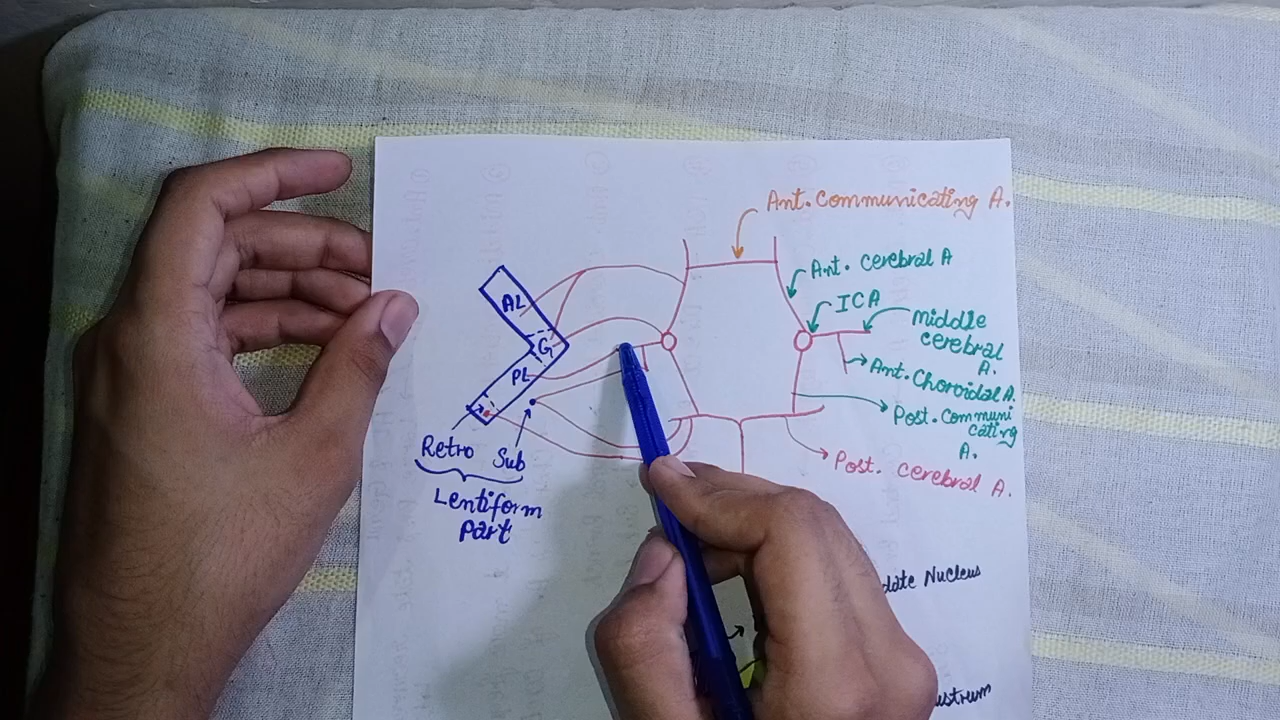 Ant. Communicating A.
Ant. Cerebral A
ICA
Middle
cerebral
A.
Ant. Choroidal A.
Post. Communi
cating
A.
Post. Cerebral A.
AL
G
PL
Retro Sub
Lentiform
Part
Nucleus